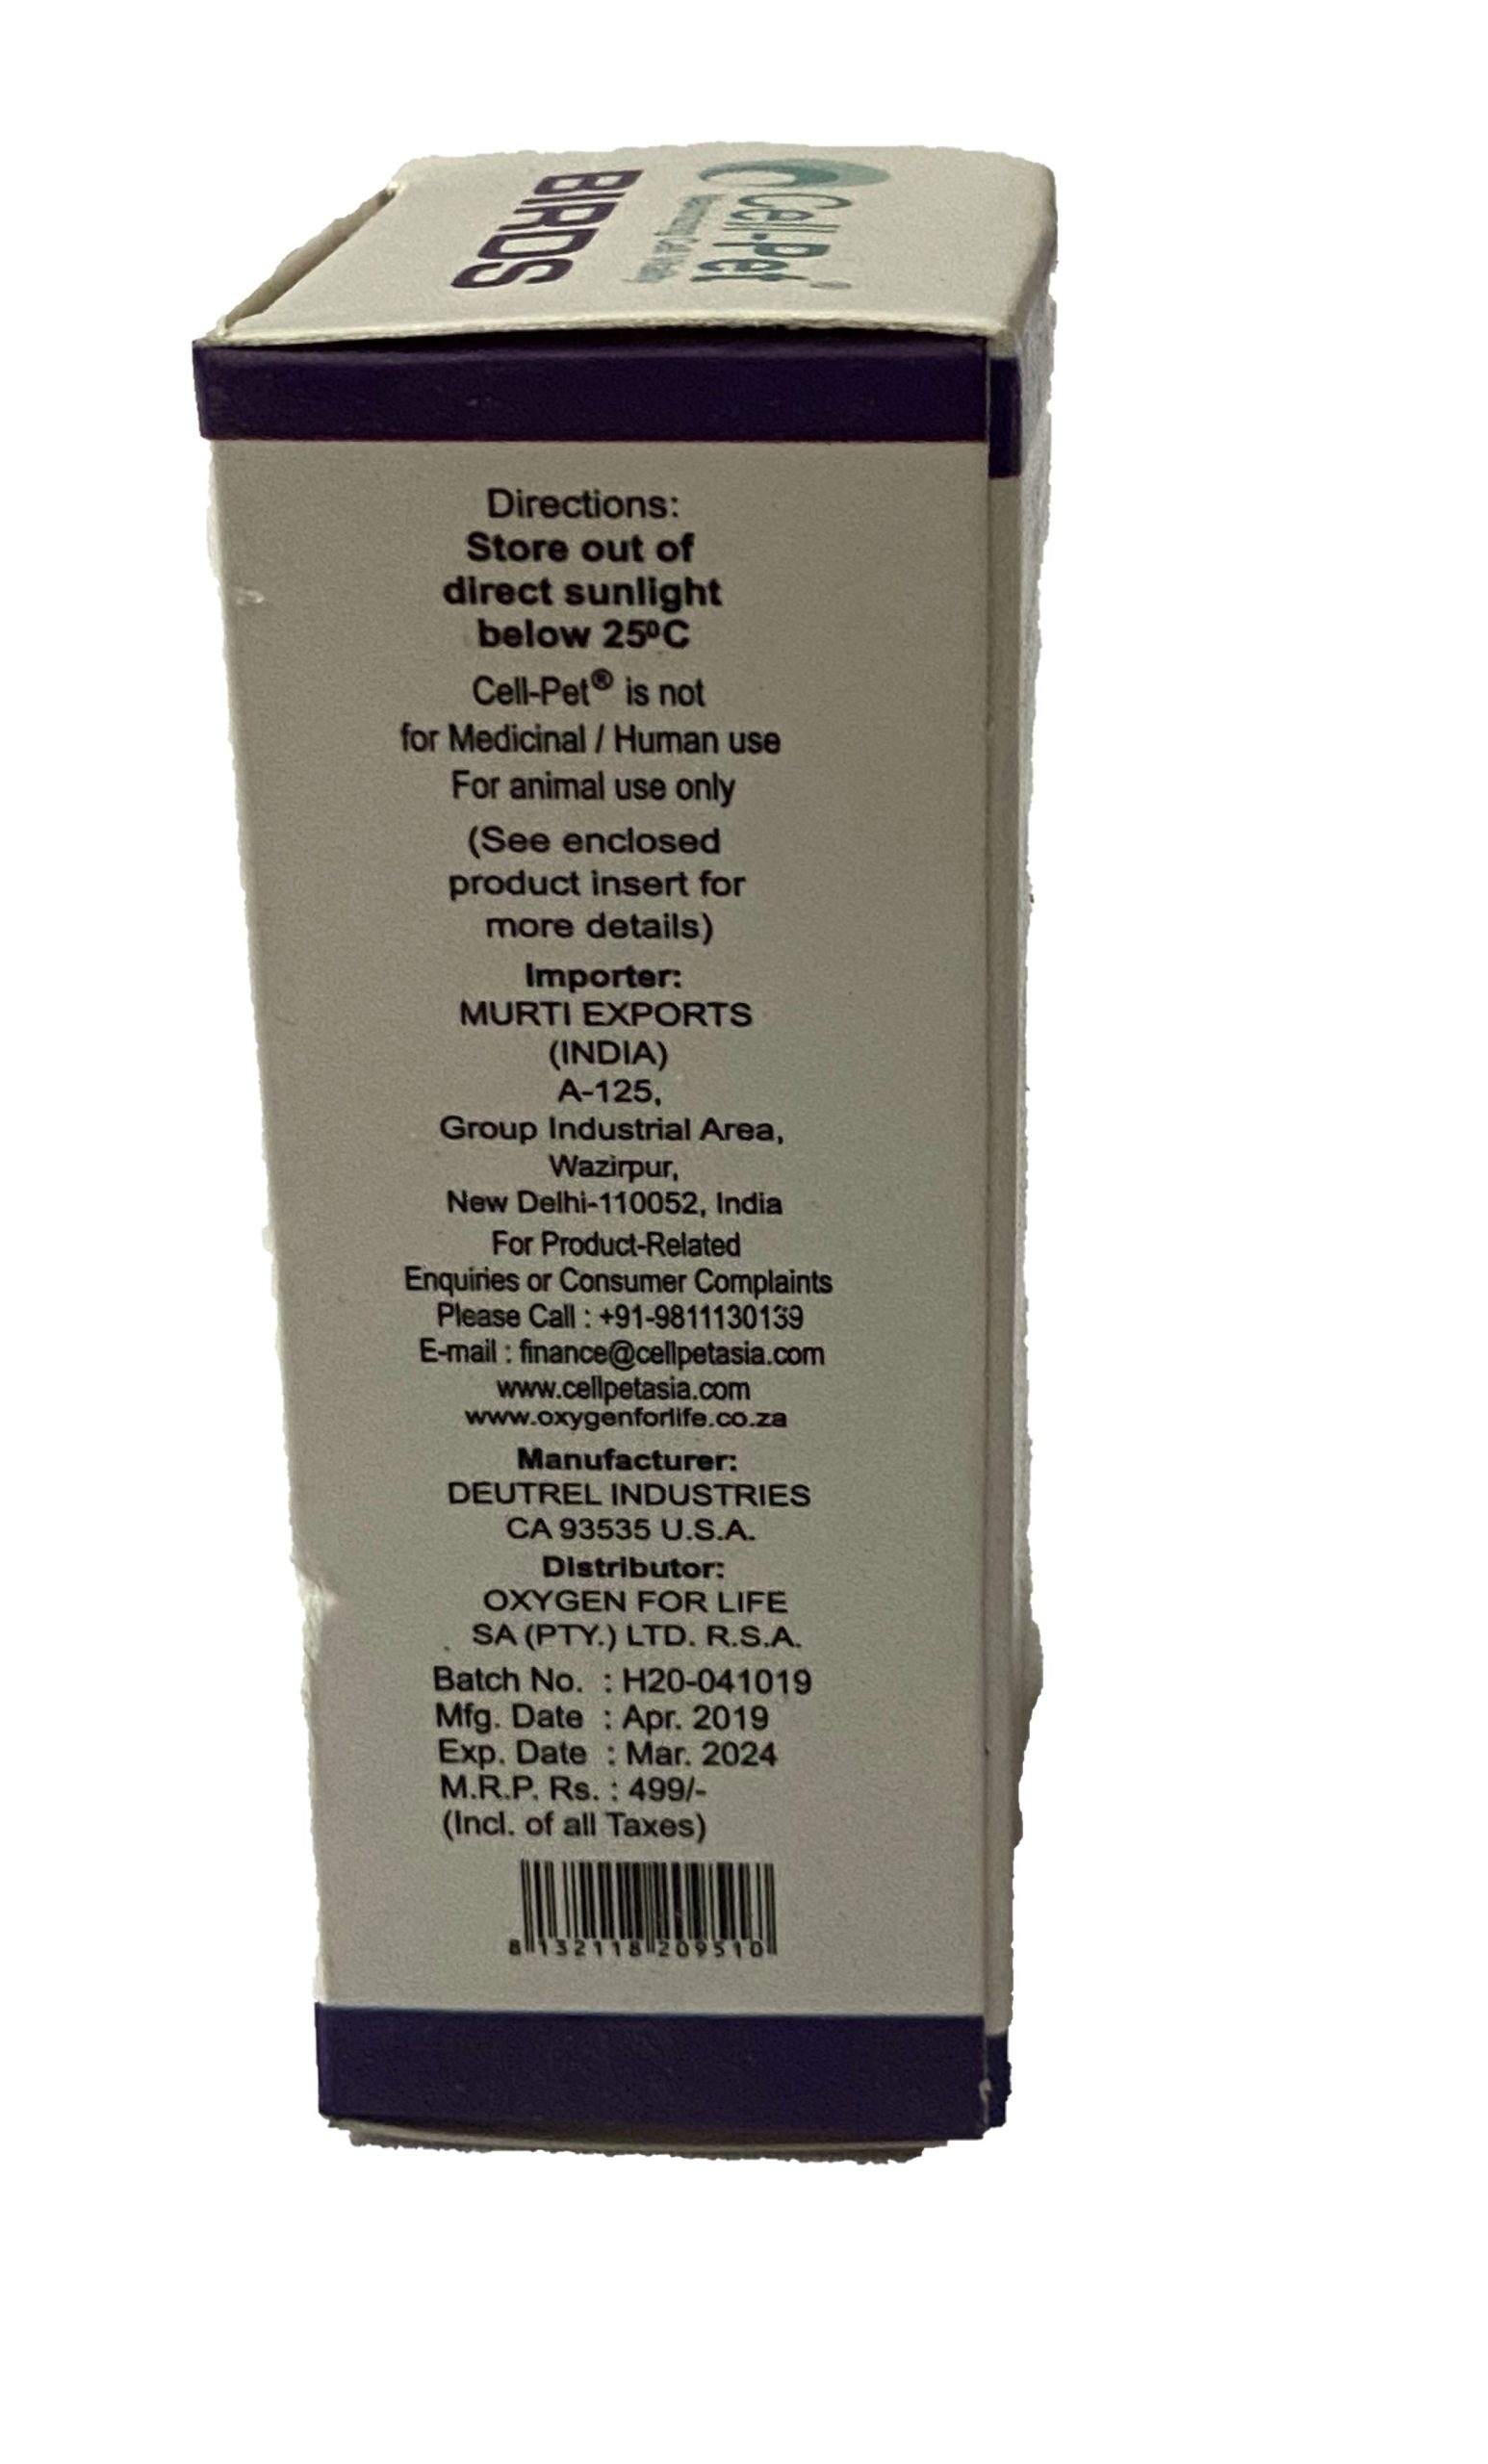 BIRDS
Cell-Pet®
Directions:
Store out of
direct sunlight
below 25⁰C
Cell-Pet® is not
for Medicinal / Human use
For animal use only
(See enclosed
product insert for
more details)
Importer:
MURTI EXPORTS
(INDIA)
A-125,
Group Industrial Area,
Wazirpur,
New Delhi-110052, India
For Product-Related
Enquiries or Consumer Complaints
Please Call : +91-9811130139
E-mail : finance@cellpetasia.com
www.cellpetasia.com
www.oxygenforlife.co.za
Manufacturer:
DEUTREL INDUSTRIES
CA 93535 U.S.A.
Distributor:
OXYGEN FOR LIFE
SA (PTY.) LTD. R.S.A.
Batch No. : H20-041019
Mfg. Date : Apr. 2019
Exp. Date : Mar. 2024
M.R.P. Rs. : 499/-
(Incl. of all Taxes)
8 132118 209510